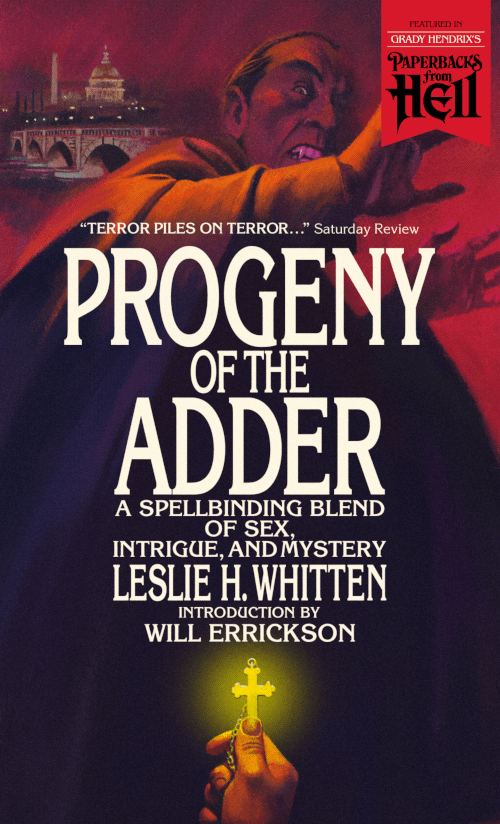 FEATURED IN
GRADY HENDRIX'S
PAPERBACKS
from
HEll
“TERROR PILES ON TERROR...” Saturday Review
PROGENY
OF THE
ADDER
A SPELLBINDING BLEND
OF SEX,
INTRIGUE, AND MYSTERY
LESLIE H. WHITTEN
INTRODUCTION BY
WILL ERRICKSON